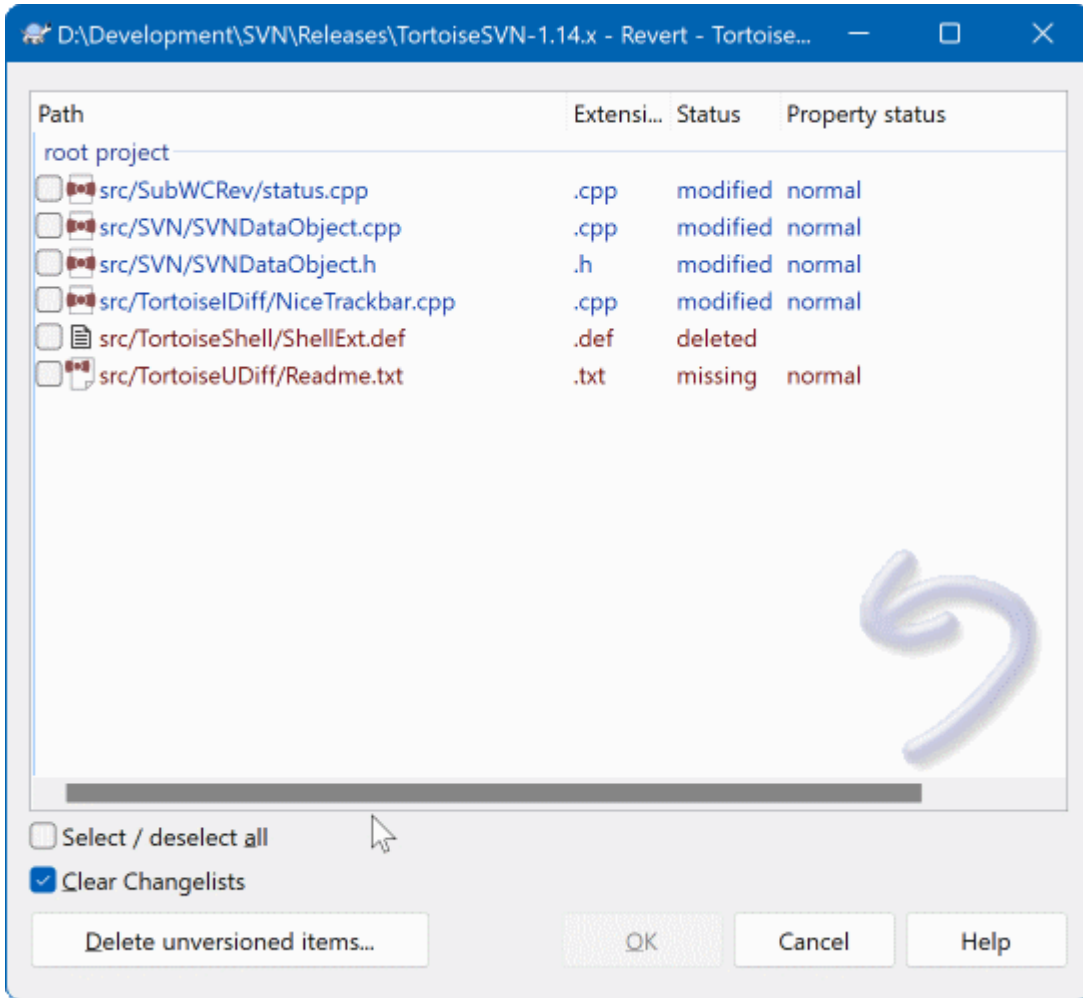 D:\Development\SVN\Releases\TortoiseSVN-1.14.x - Revert - Tortoise...
Path Extensi... Status Property status
root project
src/SubWCRev/status.cpp .cpp modified normal
src/SVN/SVNDataObject.cpp .cpp modified normal
src/SVN/SVNDataObject.h .h modified normal
src/TortoiseIDiff/NiceTrackbar.cpp .cpp modified normal
src/TortoiseShell/ShellExt.def .def deleted
src/TortoiseUDiff/Readme.txt .txt missing normal
Select / deselect all
Clear Changelists
Delete unversioned items... OK Cancel Help